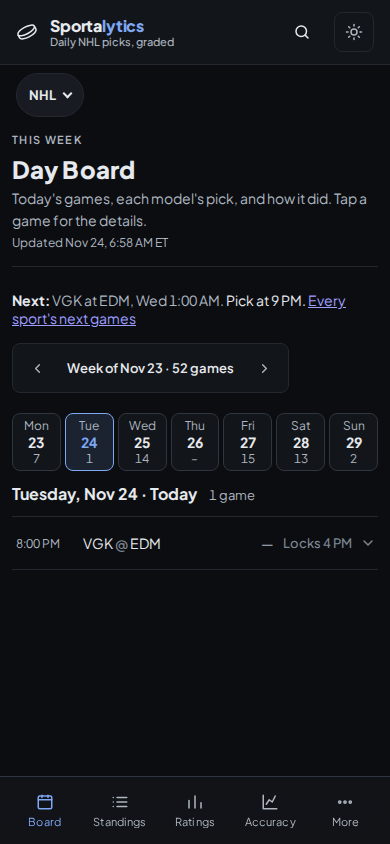 Sportalytics
Daily NHL picks, graded
NHL
THIS WEEK
Day Board
Today's games, each model's pick, and how it did. Tap a
game for the details.
Updated Nov 24, 6:58 AM ET
Next: VGK at EDM, Wed 1:00 AM. Pick at 9 PM. Every
sport's next games
Week of Nov 23 · 52 games
Mon Tue Wed Thu Fri Sat Sun
23 24 25 26 27 28 29
7 1 14 – 15 13 2
Tuesday, Nov 24 · Today 1 game
8:00 PM VGK @ EDM — Locks 4 PM
Board Standings Ratings Accuracy More